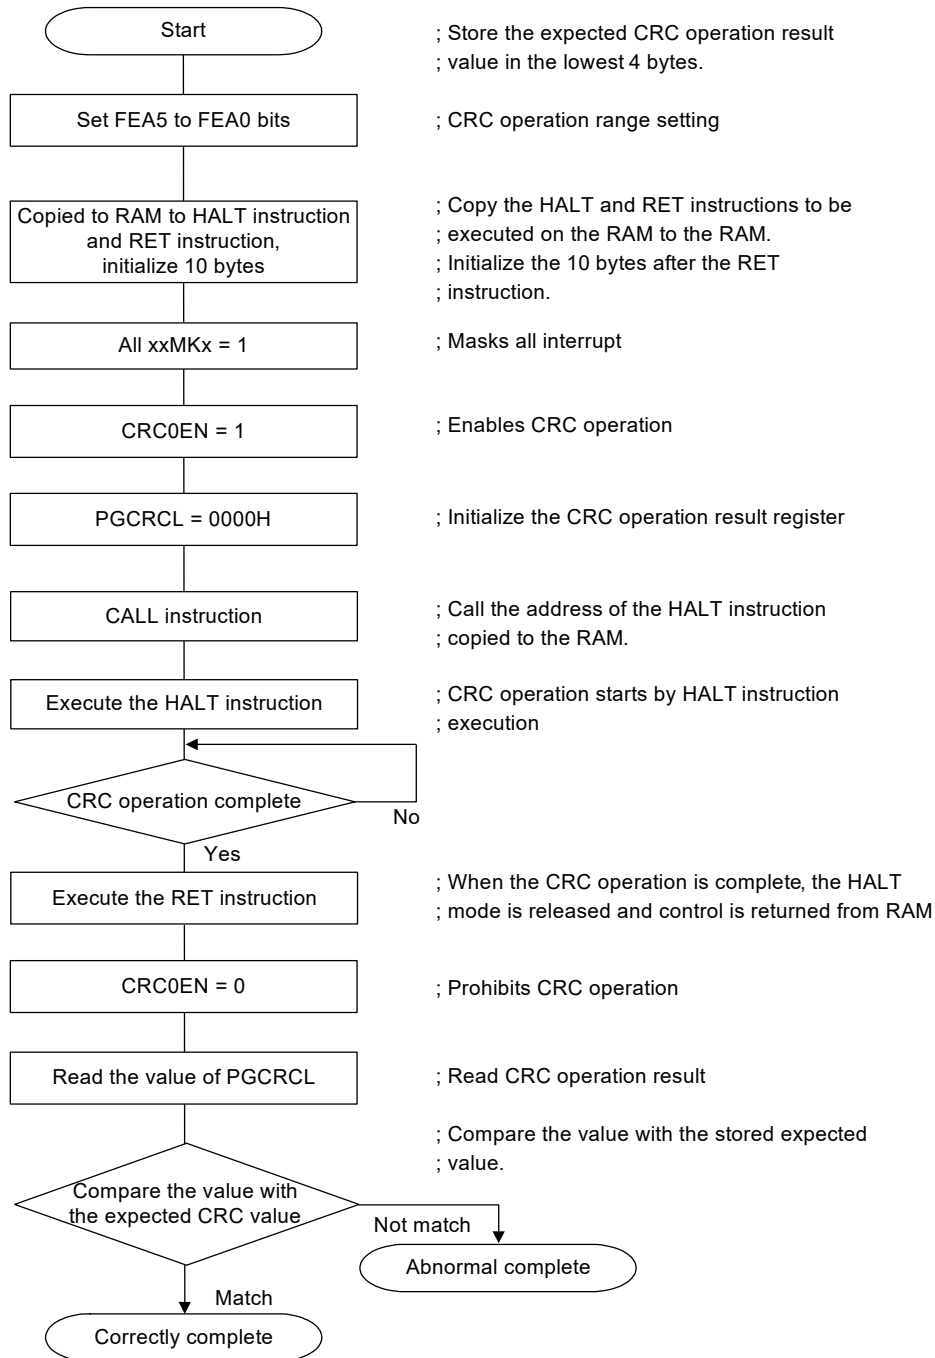 Start
; Store the expected CRC operation result
; value in the lowest 4 bytes.
Set FEA5 to FEA0 bits
; CRC operation range setting
Copied to RAM to HALT instruction
and RET instruction,
initialize 10 bytes
; Copy the HALT and RET instructions to be
; executed on the RAM to the RAM.
; Initialize the 10 bytes after the RET
; instruction.
All xxMKx = 1
; Masks all interrupt
CRC0EN = 1
; Enables CRC operation
PGCRCL = 0000H
; Initialize the CRC operation result register
CALL instruction
; Call the address of the HALT instruction
; copied to the RAM.
Execute the HALT instruction
; CRC operation starts by HALT instruction
; execution
CRC operation complete
No
Yes
Execute the RET instruction
; When the CRC operation is complete, the HALT
; mode is released and control is returned from RAM
CRC0EN = 0
; Prohibits CRC operation
Read the value of PGCRCL
; Read CRC operation result
; Compare the value with the stored expected
; value.
Compare the value with
the expected CRC value
Not match
Abnormal complete
Match
Correctly complete